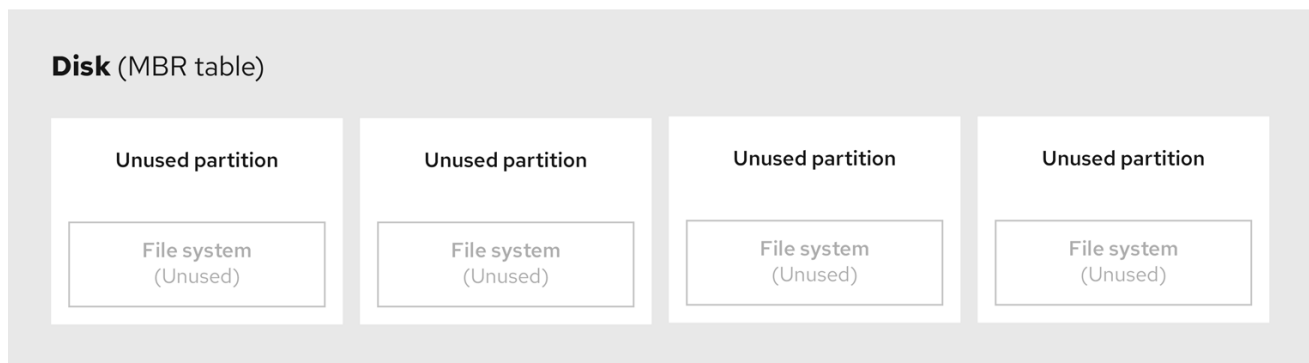 Disk (MBR table)
Unused partition
File system
(Unused)
Unused partition
File system
(Unused)
Unused partition
File system
(Unused)
Unused partition
File system
(Unused)